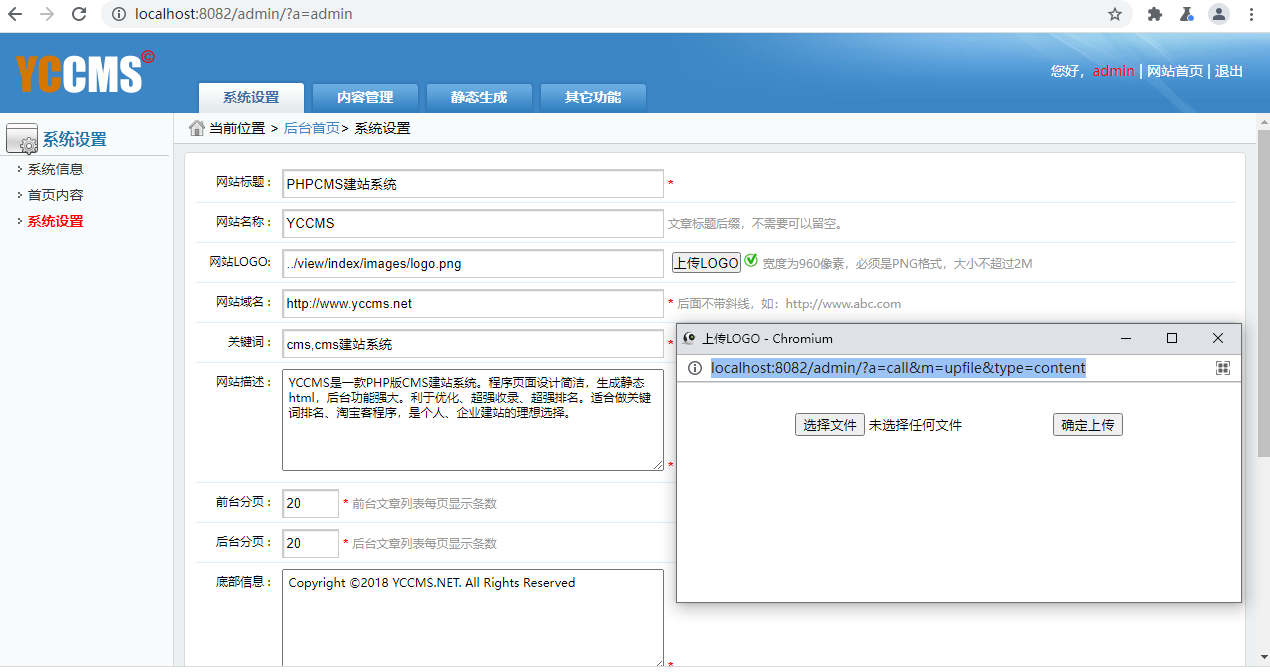 localhost:8082/admin/?a=admin
YCCMS©
您好，admin | 网站首页 | 退出
系统设置 内容管理 静态生成 其它功能
系统设置
系统信息
首页内容
系统设置
当前位置 > 后台首页> 系统设置
网站标题： PHPCMS建站系统 *
网站名称： YCCMS 文章标题后缀，不需要可以留空。
网站LOGO: ../view/index/images/logo.png 上传LOGO 宽度为960像素，必须是PNG格式，大小不超过2M
网站域名： http://www.yccms.net * 后面不带斜线，如：http://www.abc.com
关键词： cms,cms建站系统 *
网站描述： YCCMS是一款PHP版CMS建站系统。程序页面设计简洁，生成静态
html，后台功能强大。利于优化、超强收录、超强排名。适合做关键
词排名、淘宝客程序，是个人、企业建站的理想选择。
*
前台分页： 20 * 前台文章列表每页显示条数
后台分页： 20 * 后台文章列表每页显示条数
底部信息： Copyright ©2018 YCCMS.NET. All Rights Reserved
*
上传LOGO - Chromium
localhost:8082/admin/?a=call&m=upfile&type=content
选择文件 未选择任何文件 确定上传